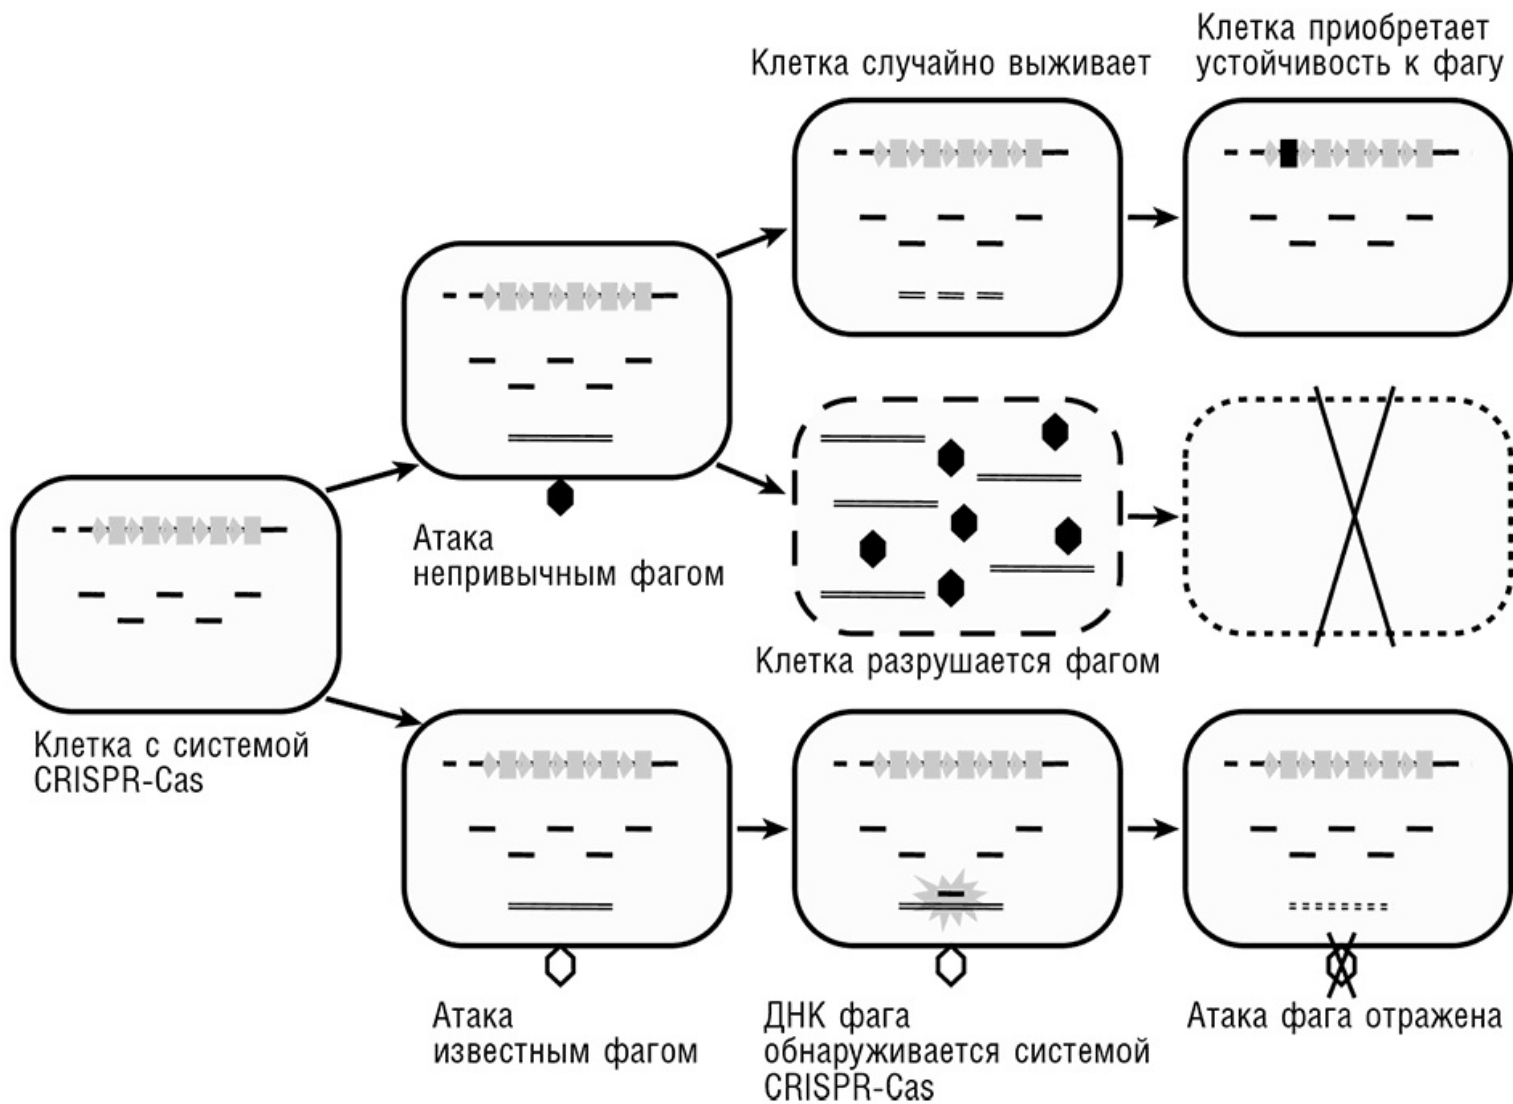 Клетка случайно выживает
Клетка приобретает
устойчивость к фагу
Атака
непривычным фагом
Клетка разрушается фагом
Клетка с системой
CRISPR-Cas
Атака
известным фагом
ДНК фага
обнаруживается системой
CRISPR-Cas
Атака фага отражена